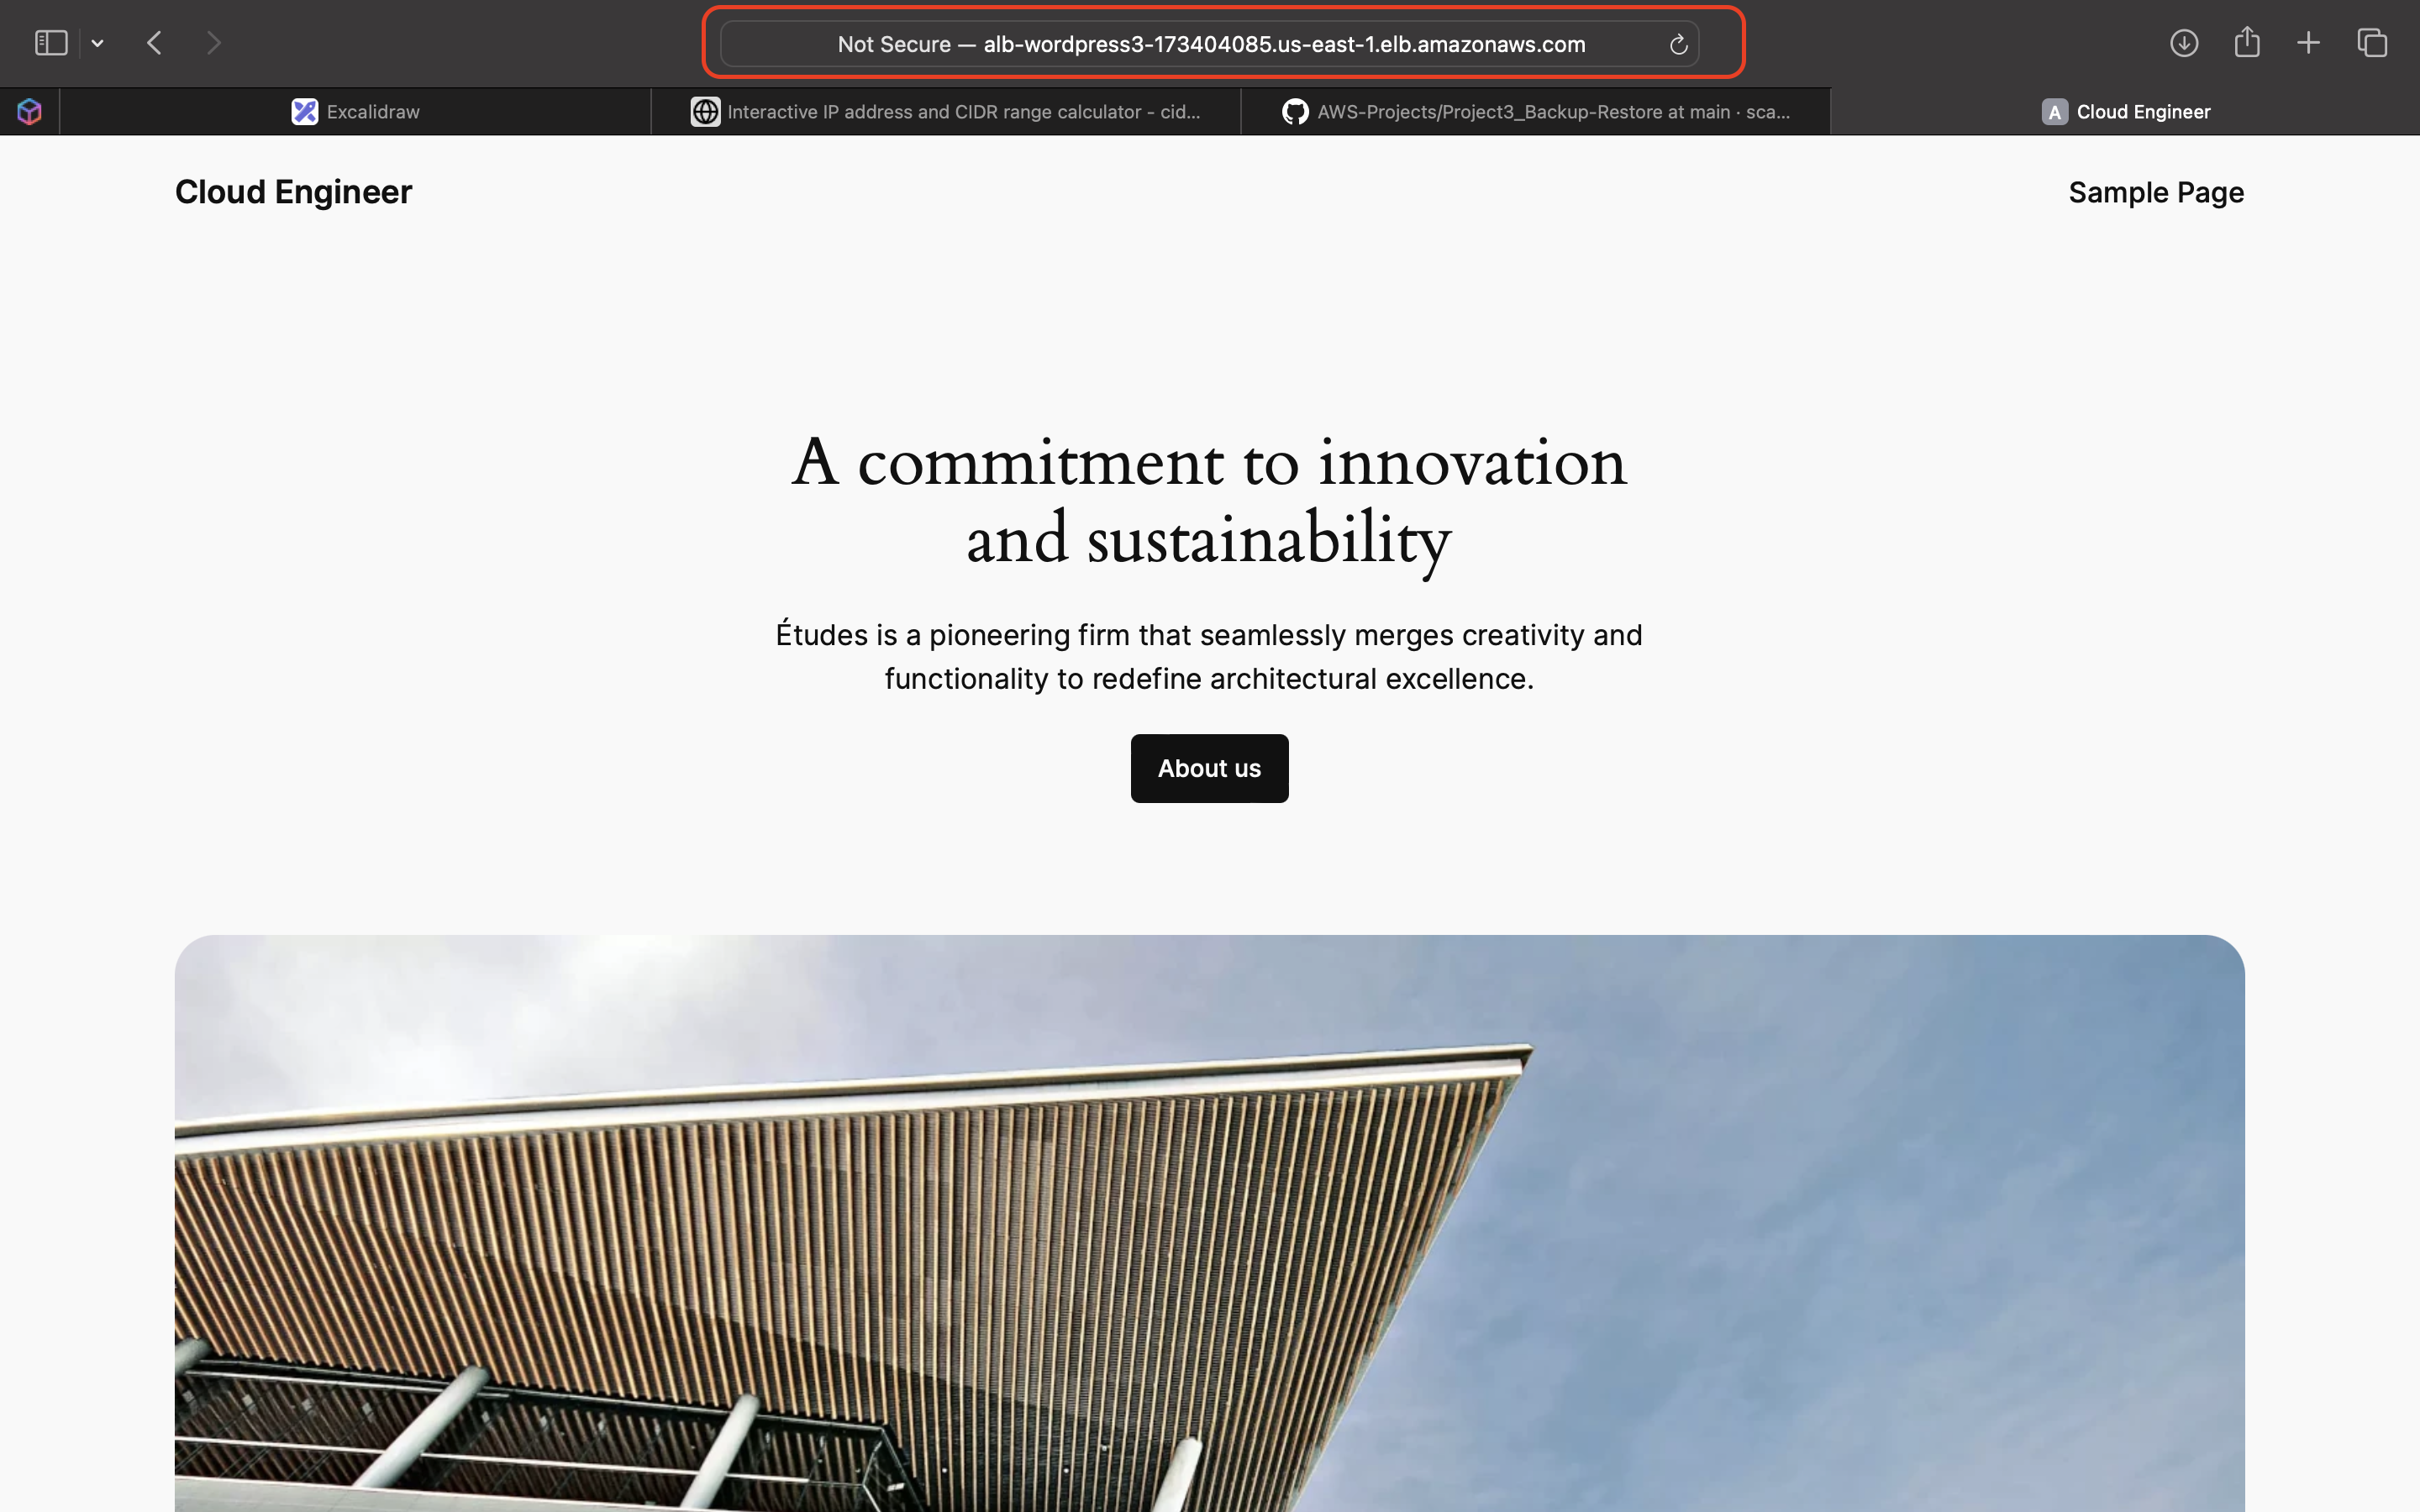 Not Secure — alb-wordpress3-173404085.us-east-1.elb.amazonaws.com
Excalidraw
Interactive IP address and CIDR range calculator - cid...
AWS-Projects/Project3_Backup-Restore at main · sca...
A Cloud Engineer
Cloud Engineer
Sample Page
A commitment to innovation
and sustainability
Études is a pioneering firm that seamlessly merges creativity and
functionality to redefine architectural excellence.
About us